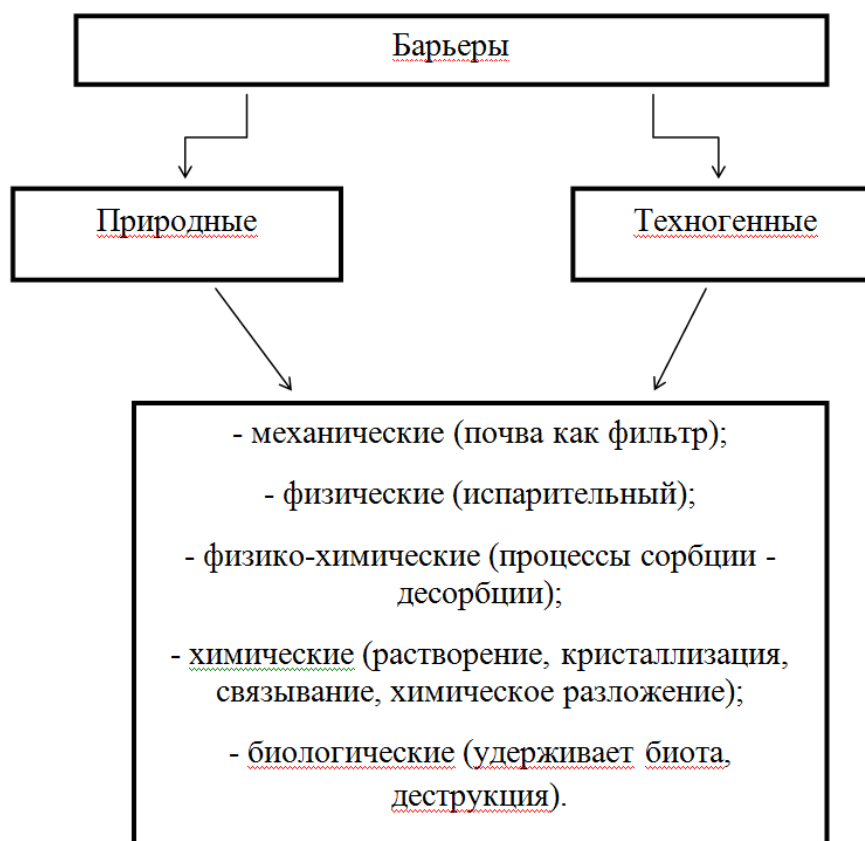 Барьеры
Природные
Техногенные
- механические (почва как фильтр);
- физические (испарительный);
- физико-химические (процессы сорбции -
десорбции);
- химические (растворение, кристаллизация,
связывание, химическое разложение);
- биологические (удерживает биота,
деструкция).